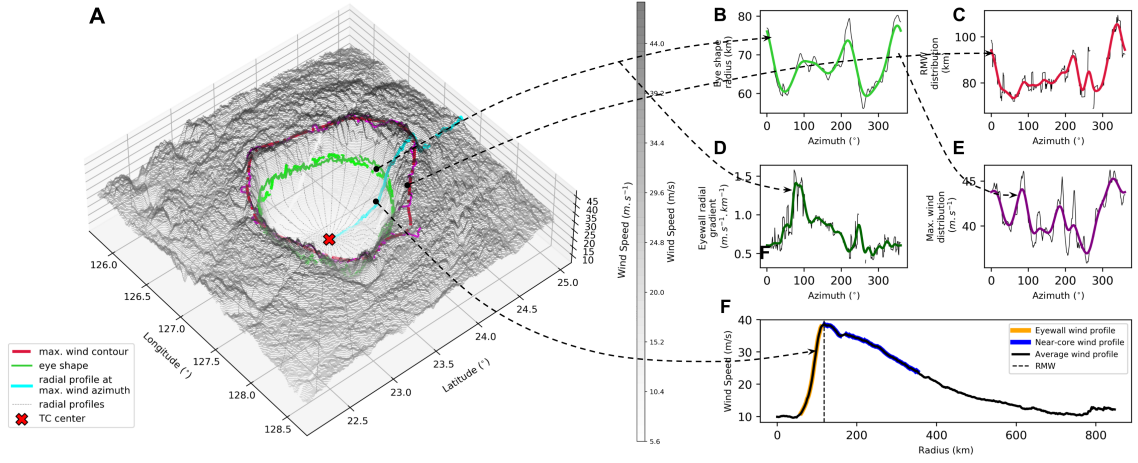 A
45
40
35
30
25
20
15
10
126.0
126.5
127.0
127.5
128.0
128.5
Longitude (°)
22.5
23.0
23.5
24.0
24.5
25.0
Latitude (°)
max. wind contour
eye shape
radial profile at
max. wind azimuth
radial profiles
TC center
44.0
39.2
34.4
29.6
24.8
20.0
15.2
10.4
5.6
Wind Speed (m. s⁻¹)
Wind Speed (m/s)
B
80
70
60
Eye shape
radius (km)
0
100
200
300
Azimuth (°)
C
100
80
RMW
distribution
(km)
0
100
200
300
Azimuth (°)
D
1.5
1.0
0.5
Eyewall radial
gradient
(m. s⁻¹. km⁻¹)
F
0
100
200
300
Azimuth (°)
E
45
40
Max. wind
distribution
(m. s⁻¹)
0
100
200
300
Azimuth (°)
F
40
30
20
10
Wind Speed (m/s)
0
200
400
600
800
Radius (km)
Eyewall wind profile
Near-core wind profile
Average wind profile
RMW